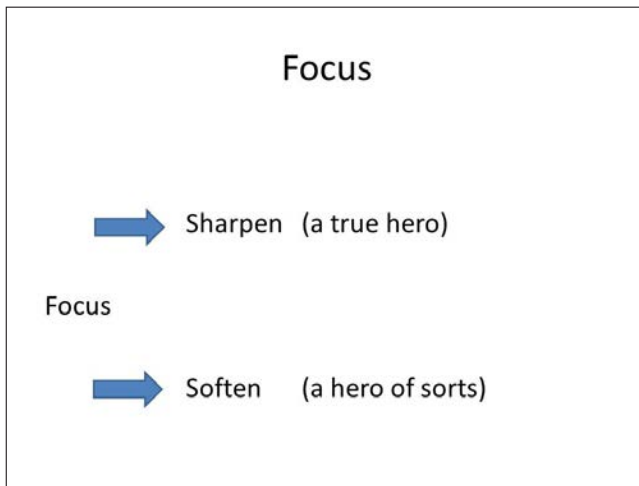 Focus
Sharpen (a true hero)
Focus
Soften (a hero of sorts)